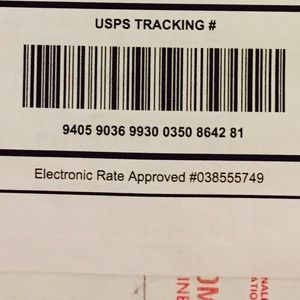 USPS TRACKING #
9405 9036 9930 0350 8642 81
Electronic Rate Approved #038555749